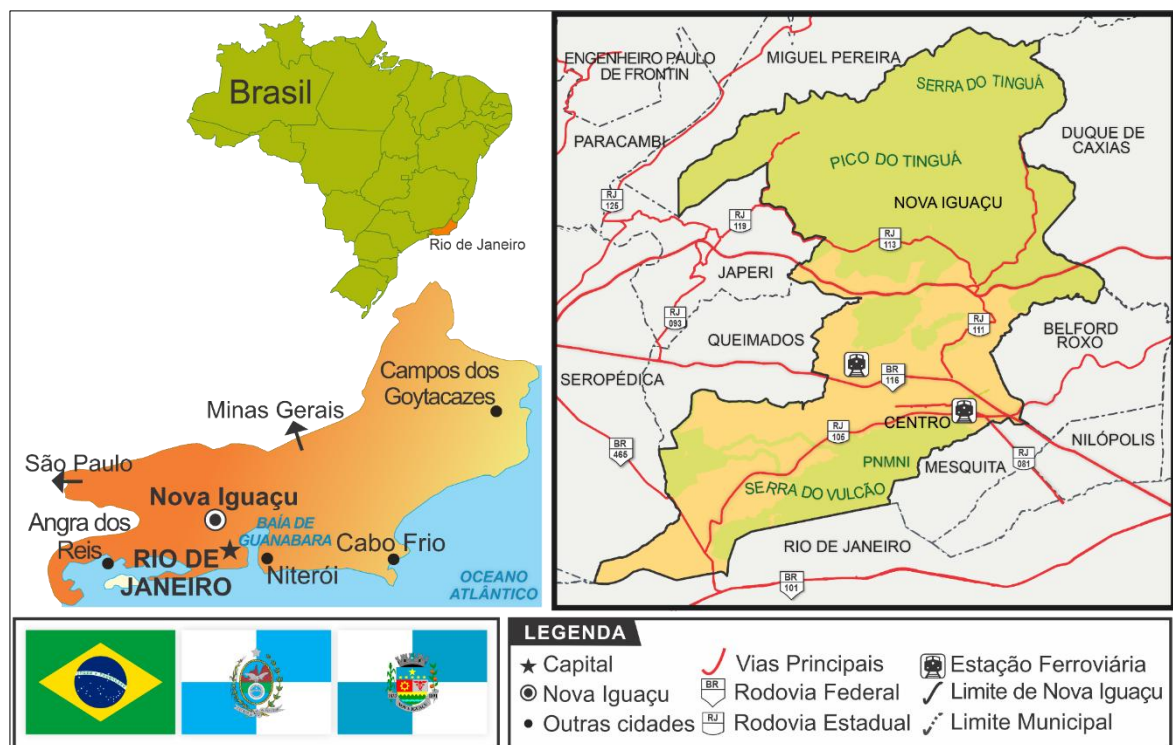 Brasil
Rio de Janeiro
Campos dos
Goytacazes
Minas Gerais
São Paulo
Nova Iguaçu
Angra dos
Reis
BAÍA DE
GUANABARA
Cabo Frio
RIO DE
JANEIRO
Niterói
OCEANO
ATLÂNTICO
ENGENHEIRO PAULO
DE FRONTIN
MIGUEL PEREIRA
SERRA DO TINGUÁ
PARACAMBI
DUQUE DE
CAXIAS
PICO DO TINGUÁ
RJ
125
NOVA IGUAÇU
RJ
119
RJ
113
JAPERI
RJ
093
RJ
111
QUEIMADOS
BELFORD
ROXO
SEROPÉDICA
BR
116
CENTRO
RJ
105
BR
465
NILÓPOLIS
PNMNI
MESQUITA
RJ
081
SERRA DO VULCÃO
RIO DE JANEIRO
BR
101
LEGENDA
Capital
Vias Principais
Estação Ferroviária
Nova Iguaçu
BR
Rodovia Federal
Limite de Nova Iguaçu
Outras cidades
RJ
Rodovia Estadual
Limite Municipal